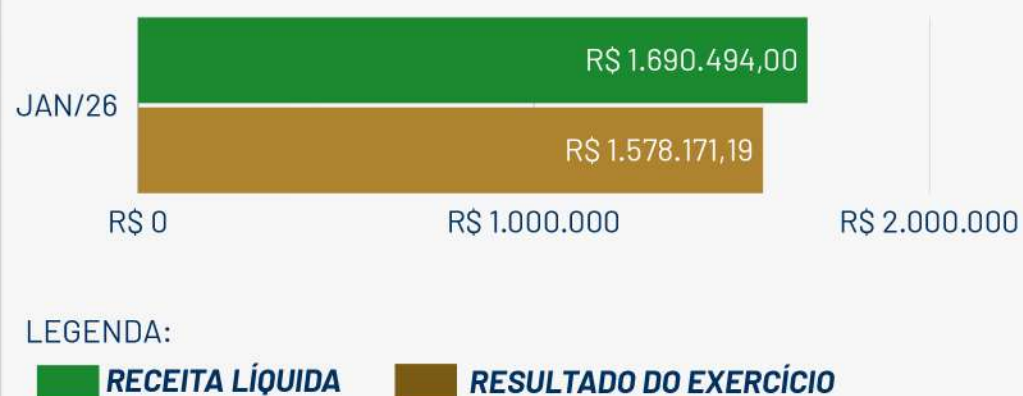 R$ 1.690.494,00
JAN/26
R$ 1.578.171,19
R$ 0 R$ 1.000.000 R$ 2.000.000
LEGENDA:
RECEITA LÍQUIDA RESULTADO DO EXERCÍCIO